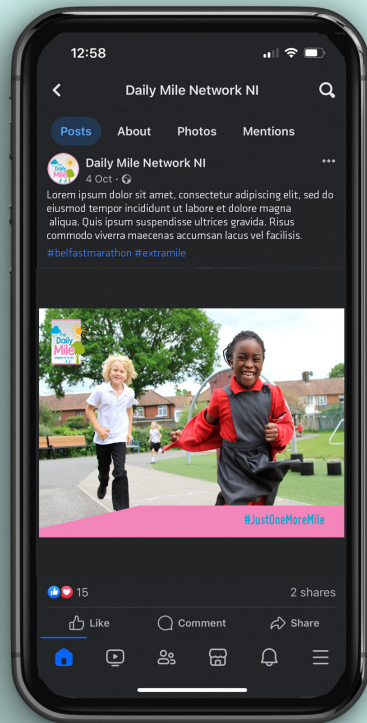 12:58
Daily Mile Network NI
Posts About Photos Mentions
Daily Mile Network NI
4 Oct ·
Lorem ipsum dolor sit amet, consectetur adipiscing elit, sed do
eiusmod tempor incididunt ut labore et dolore magna
aliqua. Quis ipsum suspendisse ultrices gravida. Risus
commodo viverra maecenas accumsan lacus vel facilisis.
#belfastmarathon #extramile
The
Daily
Mile
#JustOneMoreMile
15 2 shares
Like Comment Share